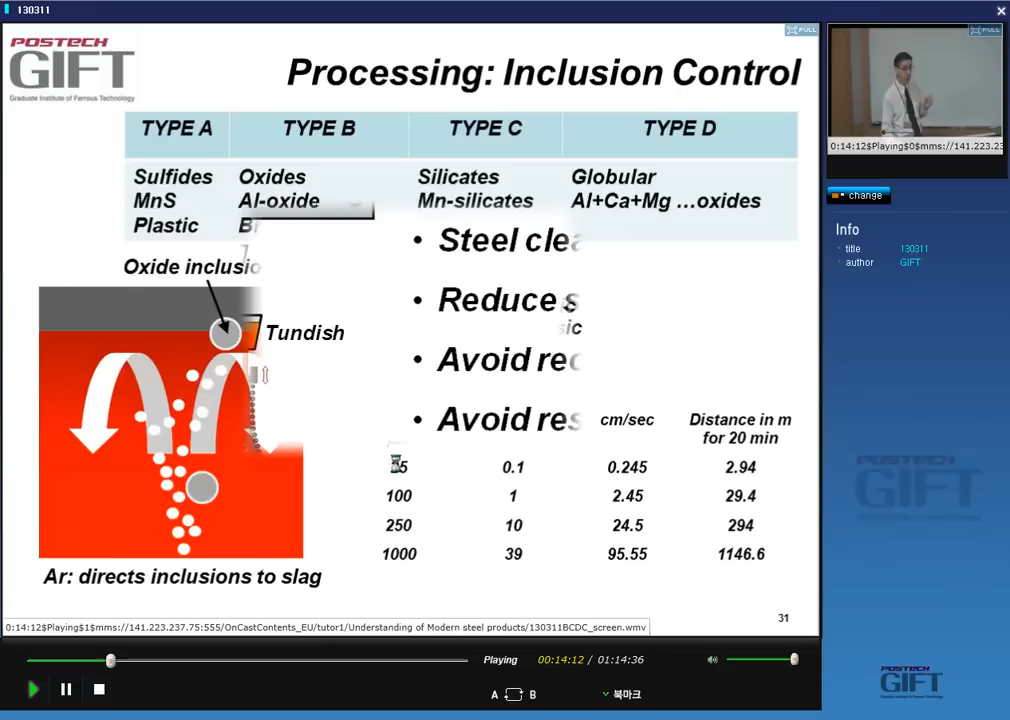 130311
FULL
POSTECH
GIFT
Graduate Institute of Ferrous Technology
Processing: Inclusion Control
TYPE A TYPE B TYPE C TYPE D
Sulfides Oxides Silicates Globular
MnS Al-oxide Mn-silicates Al+Ca+Mg ...oxides
Plastic
• Steel clea
Oxide inclusio
• Reduce s
Tundish
• Avoid rec
• Avoid res
cm/sec Distance in m
for 20 min
0.1 0.245 2.94
100 1 2.45 29.4
250 10 24.5 294
1000 39 95.55 1146.6
Ar: directs inclusions to slag
31
0:14:12$Playing$1$mms://141.223.237.75:555/OnCastContents_EU/tutor1/Understanding of Modern steel products/130311BCDC_screen.wmv
Playing 00:14:12 / 01:14:36
A B 북마크
FULL
0:14:12$Playing$0$mms://141.223.23
change
Info
title 130311
author GIFT
POSTECH
GIFT
POSTECH
GIFT